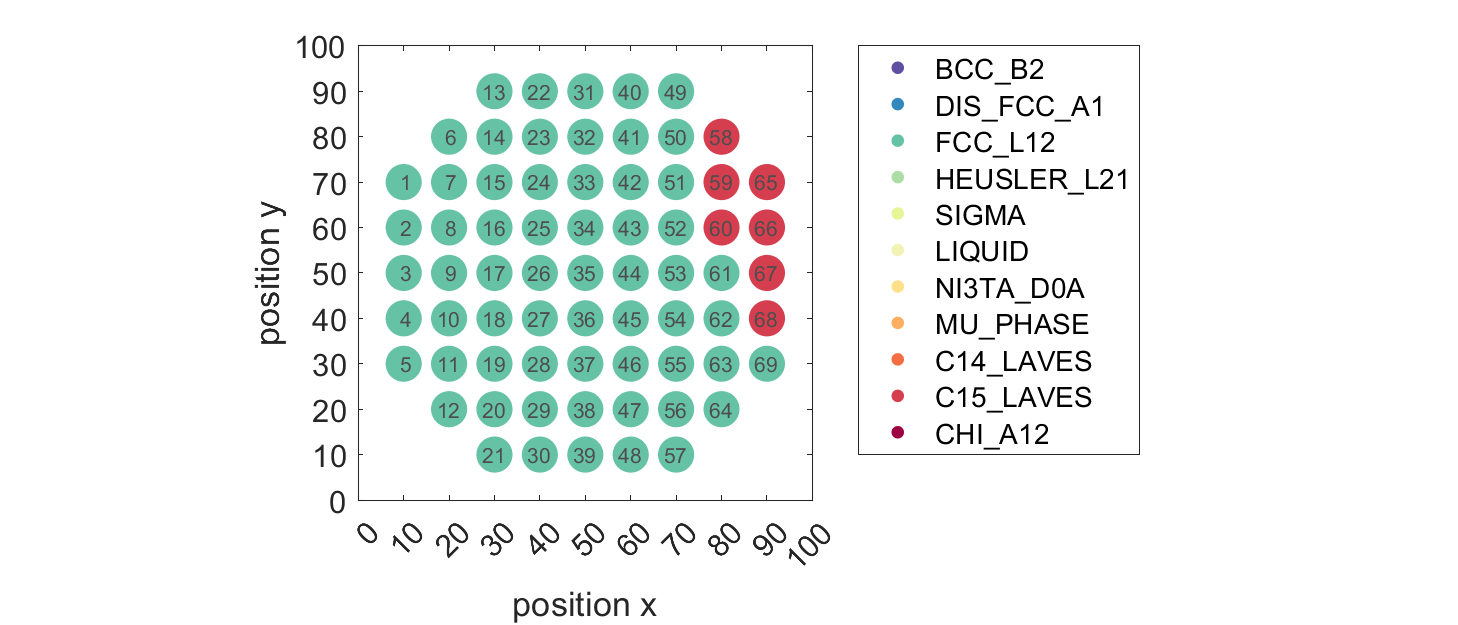 100
90
80
70
60
50
40
30
20
10
0
position y
13 22 31 40 49
6 14 23 32 41 50 58
1 7 15 24 33 42 51 59 65
2 8 16 25 34 43 52 60 66
3 9 17 26 35 44 53 61 67
4 10 18 27 36 45 54 62 68
5 11 19 28 37 46 55 63 69
12 20 29 38 47 56 64
21 30 39 48 57
0 10 20 30 40 50 60 70 80 90 100
position x
BCC_B2
DIS_FCC_A1
FCC_L12
HEUSLER_L21
SIGMA
LIQUID
NI3TA_D0A
MU_PHASE
C14_LAVES
C15_LAVES
CHI_A12